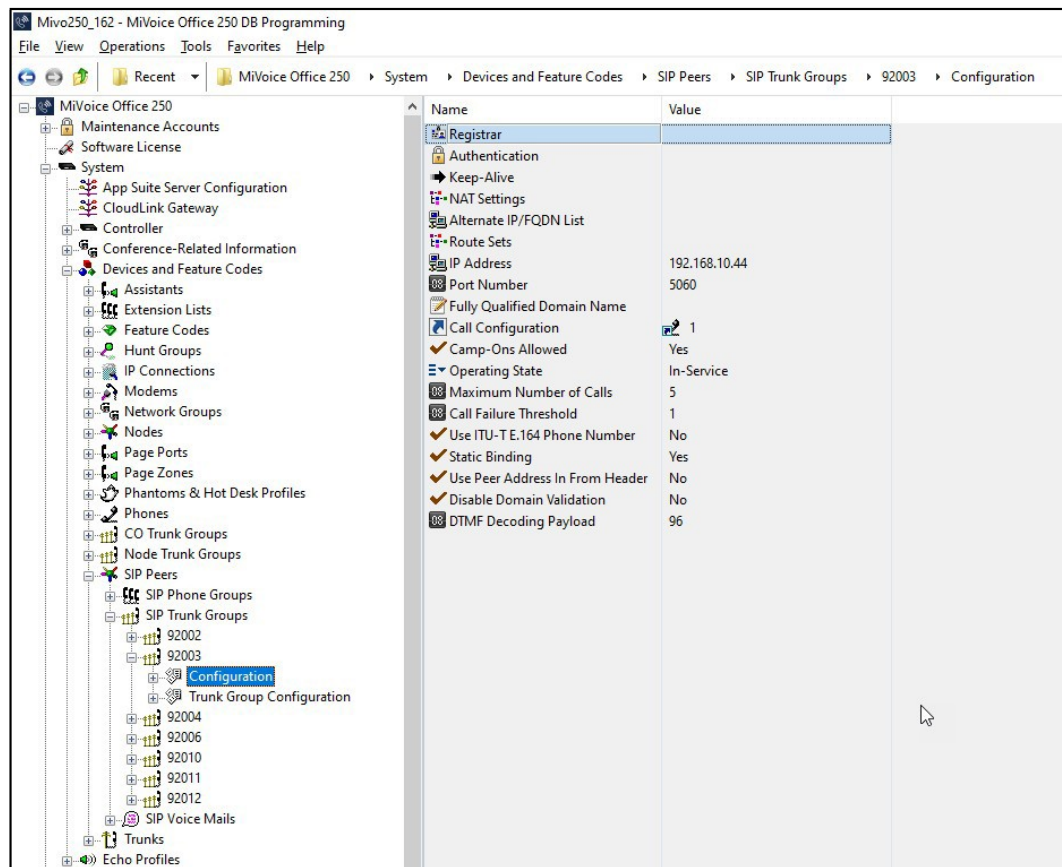 Mivo250_162 - MiVoice Office 250 DB Programming
File View Operations Tools Favorites Help
Recent MiVoice Office 250 System Devices and Feature Codes SIP Peers SIP Trunk Groups 92003 Configuration
MiVoice Office 250
Maintenance Accounts
Software License
System
App Suite Server Configuration
CloudLink Gateway
Controller
Conference-Related Information
Devices and Feature Codes
Assistants
Extension Lists
Feature Codes
Hunt Groups
IP Connections
Modems
Network Groups
Nodes
Page Ports
Page Zones
Phantoms & Hot Desk Profiles
Phones
CO Trunk Groups
Node Trunk Groups
SIP Peers
SIP Phone Groups
SIP Trunk Groups
92002
92003
Configuration
Trunk Group Configuration
92004
92006
92010
92011
92012
SIP Voice Mails
Trunks
Echo Profiles
Name Value
Registrar
Authentication
Keep-Alive
NAT Settings
Alternate IP/FQDN List
Route Sets
IP Address 192.168.10.44
Port Number 5060
Fully Qualified Domain Name
Call Configuration 1
Camp-Ons Allowed Yes
Operating State In-Service
Maximum Number of Calls 5
Call Failure Threshold 1
Use ITU-T E.164 Phone Number No
Static Binding Yes
Use Peer Address In From Header No
Disable Domain Validation No
DTMF Decoding Payload 96